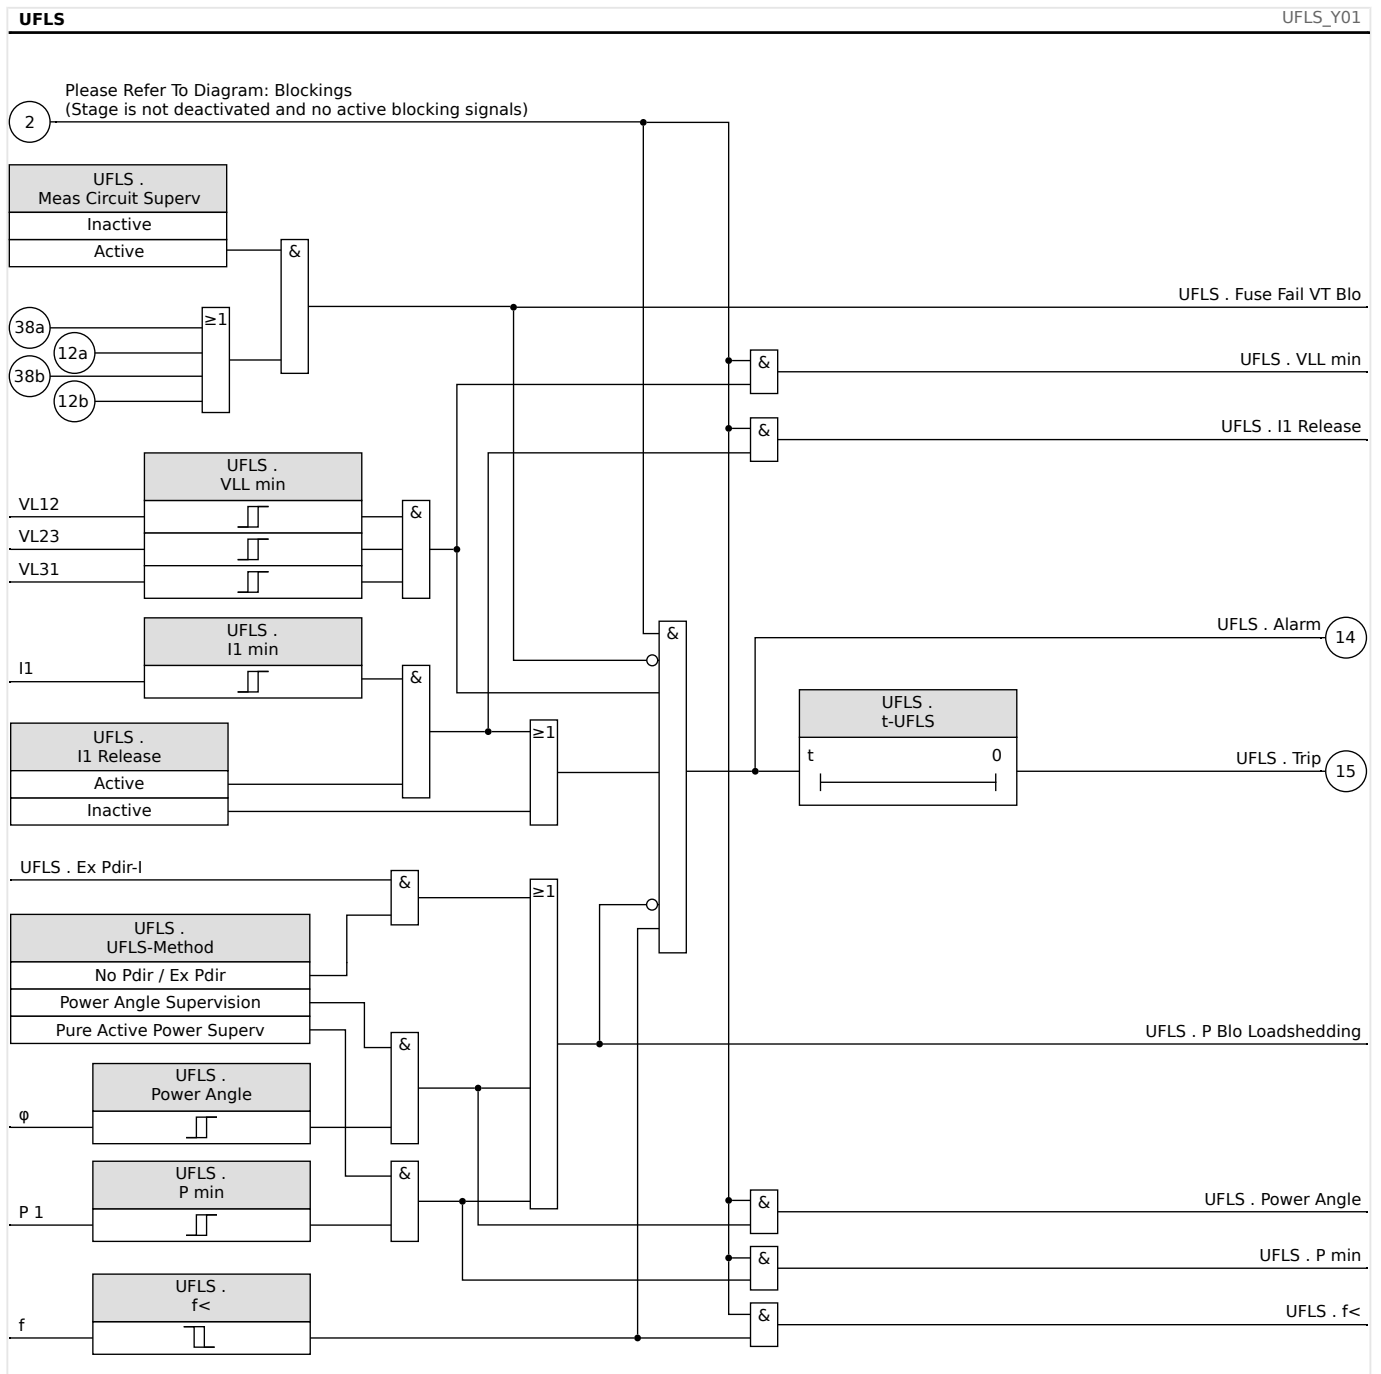 UFLS
UFLS_Y01
Please Refer To Diagram: Blockings
(Stage is not deactivated and no active blocking signals)
2
UFLS .
Meas Circuit Superv
Inactive
Active
&
UFLS . Fuse Fail VT Blo
38a
12a
38b
12b
≥1
&
UFLS . VLL min
&
UFLS . I1 Release
UFLS .
VLL min
VL12
VL23
VL31
&
UFLS .
I1 min
I1
&
UFLS .
I1 Release
Active
Inactive
≥1
&
UFLS . Alarm
14
UFLS .
t-UFLS
t
0
UFLS . Trip
15
UFLS . Ex Pdir-I
&
≥1
UFLS .
UFLS-Method
No Pdir / Ex Pdir
Power Angle Supervision
Pure Active Power Superv
&
UFLS . P Blo Loadshedding
UFLS .
Power Angle
φ
UFLS .
P min
P 1
&
&
UFLS . Power Angle
&
UFLS . P min
UFLS .
f<
f
&
UFLS . f<